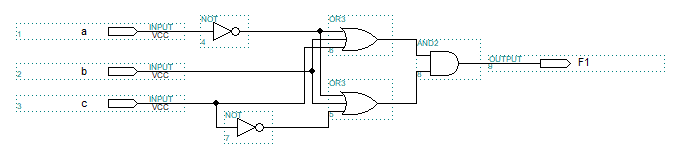 NOT
OR3
1
a
INPUT
VCC
4
6
AND2
OUTPUT
9
F1
2
b
INPUT
VCC
8
OR3
3
c
INPUT
VCC
5
NOT
7